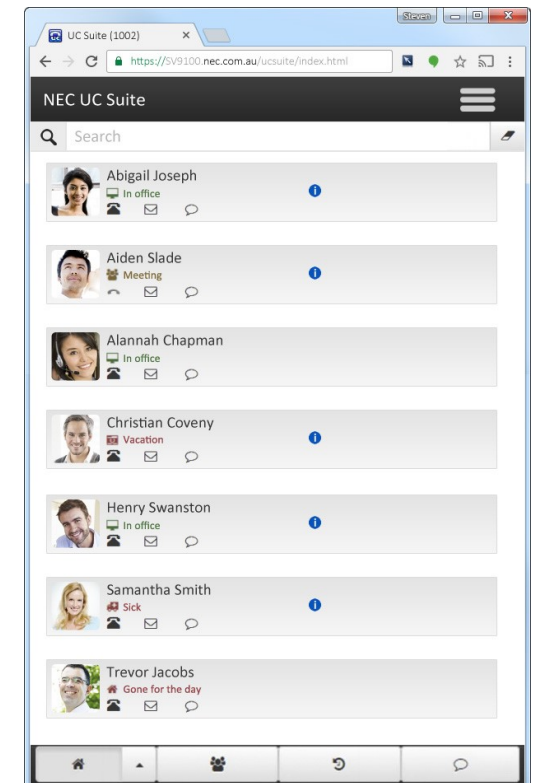 Steven
UC Suite (1002)
https://SV9100.nec.com.au/ucsuite/index.html
NEC UC Suite
Search
Abigail Joseph
In office
Aiden Slade
Meeting
Alannah Chapman
In office
Christian Coveny
Vacation
Henry Swanston
In office
Samantha Smith
Sick
Trevor Jacobs
Gone for the day